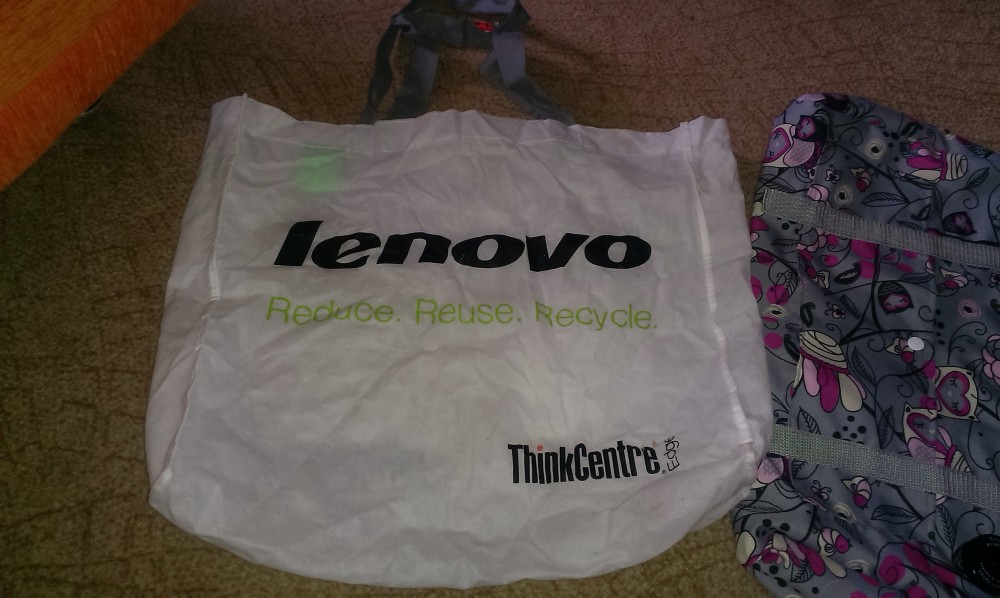 lenovo
Reduce. Reuse. Recycle.
ThinkCentre Edge